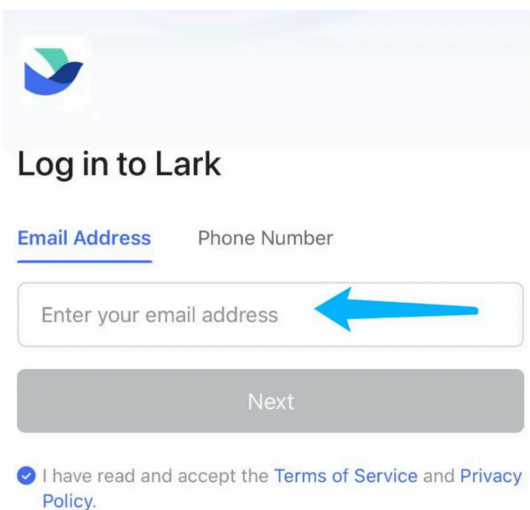 Log in to Lark
Email Address Phone Number
Enter your email address
Next
I have read and accept the Terms of Service and Privacy
Policy.